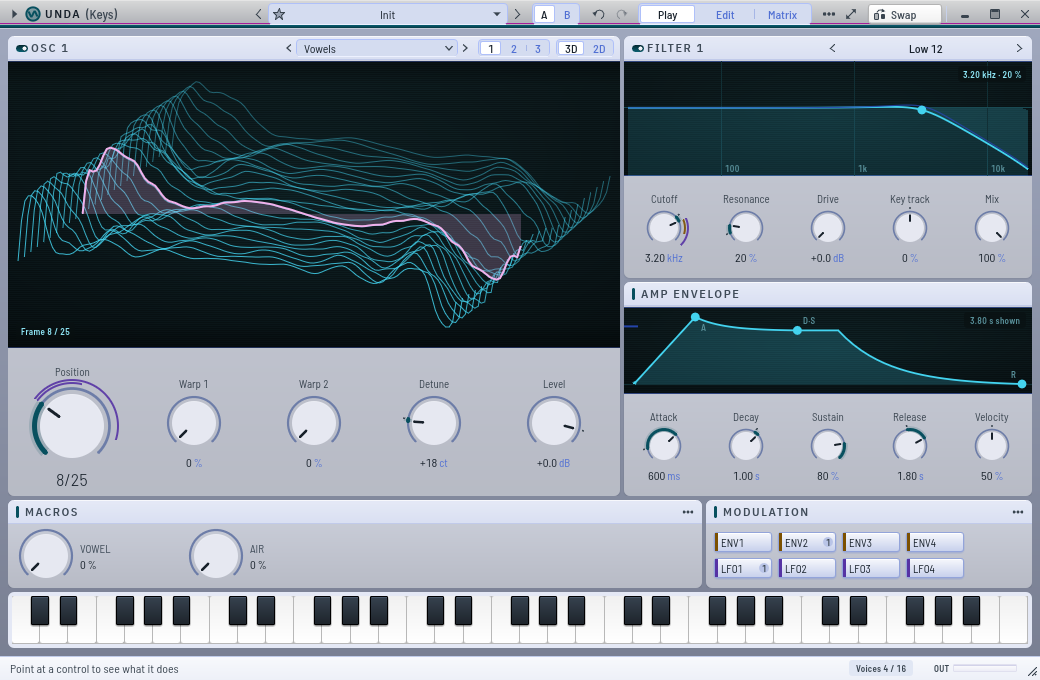 UNDA (Keys)
Init
A B
Play Edit Matrix
Swap
OSC 1
Vowels
1 2 3
3D 2D
Frame 8 / 25
Position
8/25
Warp 1
0 %
Warp 2
0 %
Detune
+18 ct
Level
+0.0 dB
FILTER 1
Low 12
3.20 kHz · 20 %
100 1k 10k
Cutoff Resonance Drive Key track Mix
3.20 kHz 20 % +0.0 dB 0 % 100 %
AMP ENVELOPE
3.80 s shown
A D·S R
Attack Decay Sustain Release Velocity
600 ms 1.00 s 80 % 1.80 s 50 %
MACROS
VOWEL
0 %
AIR
0 %
MODULATION
ENV1 ENV2 1 ENV3 ENV4
LFO1 1 LFO2 LFO3 LFO4
Point at a control to see what it does
Voices 4 / 16
OUT